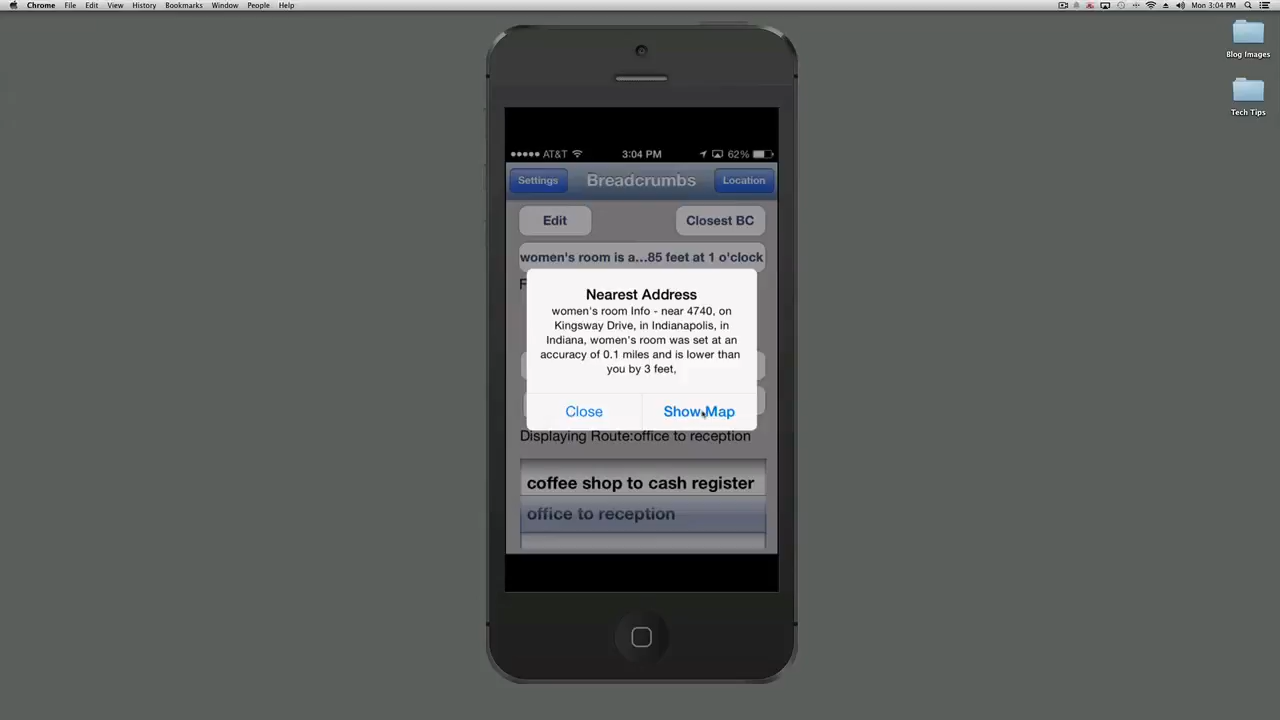 Chrome File Edit View History Bookmarks Window People Help Mon 3:04 PM
Blog Images
Tech Tips
AT&T 3:04 PM 62%
Settings Breadcrumbs Location
Edit Closest BC
women's room is a...85 feet at 1 o'clock
F
Nearest Address
women's room Info - near 4740, on
Kingsway Drive, in Indianapolis, in
Indiana, women's room was set at an
accuracy of 0.1 miles and is lower than
you by 3 feet,
Close Show Map
Displaying Route:office to reception
coffee shop to cash register
office to reception